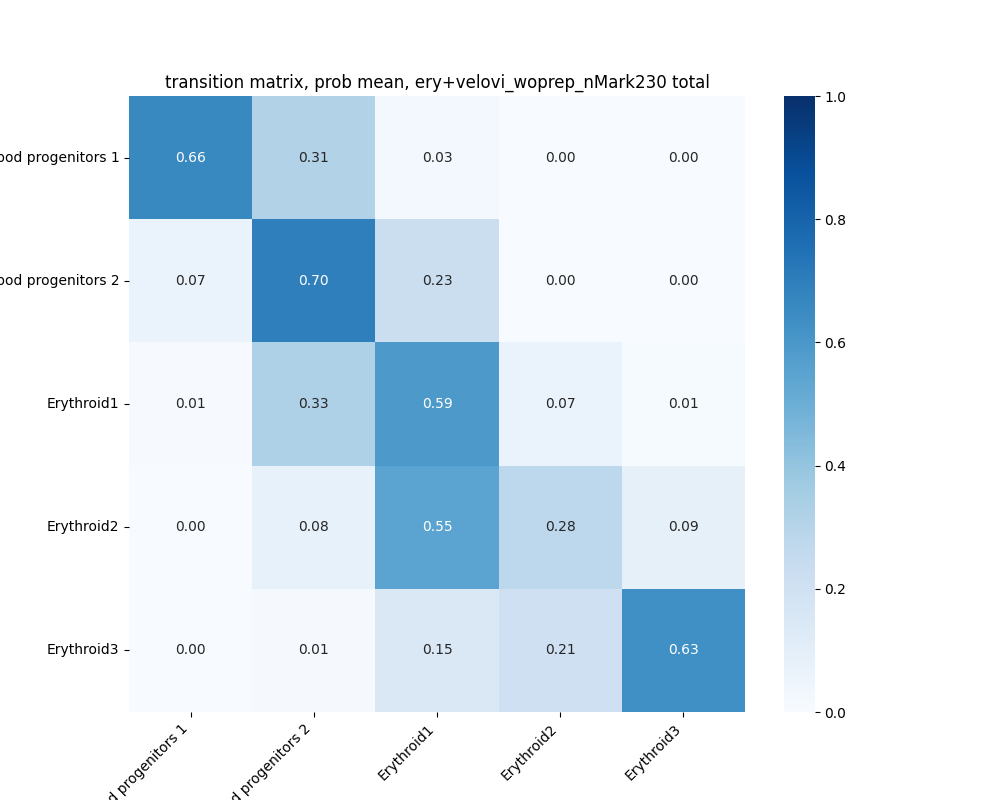 transition matrix, prob mean, ery+velovi_woprep_nMark230 total
ood progenitors 1 0.66 0.31 0.03 0.00 0.00
ood progenitors 2 0.07 0.70 0.23 0.00 0.00
Erythroid1 0.01 0.33 0.59 0.07 0.01
Erythroid2 0.00 0.08 0.55 0.28 0.09
Erythroid3 0.00 0.01 0.15 0.21 0.63
d progenitors 1
d progenitors 2
Erythroid1
Erythroid2
Erythroid3
1.0
0.8
0.6
0.4
0.2
0.0